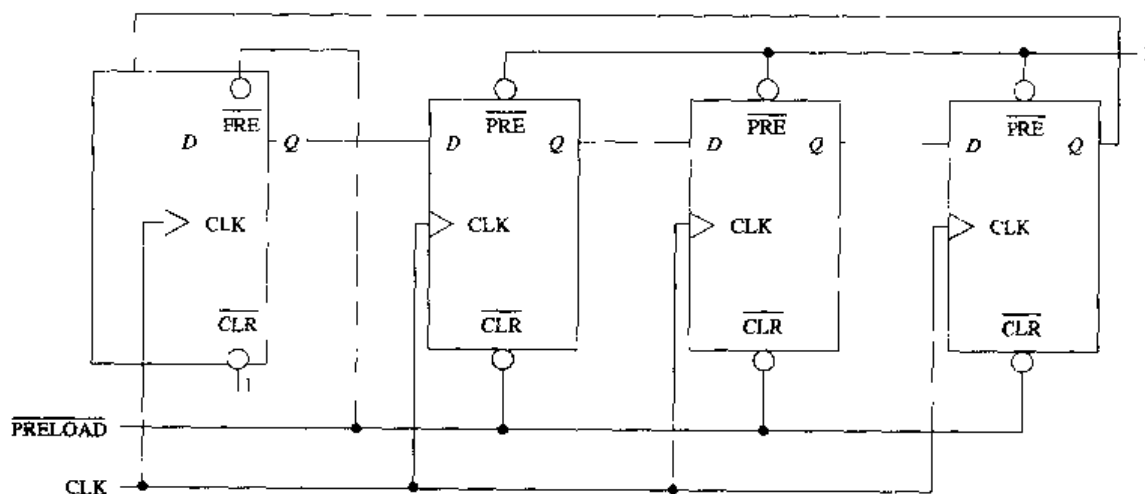 PRE PRE PRE PRE
D Q D Q D Q D Q
CLK CLK CLK CLK
CLR CLR CLR CLR
1
PRELOAD
CLK